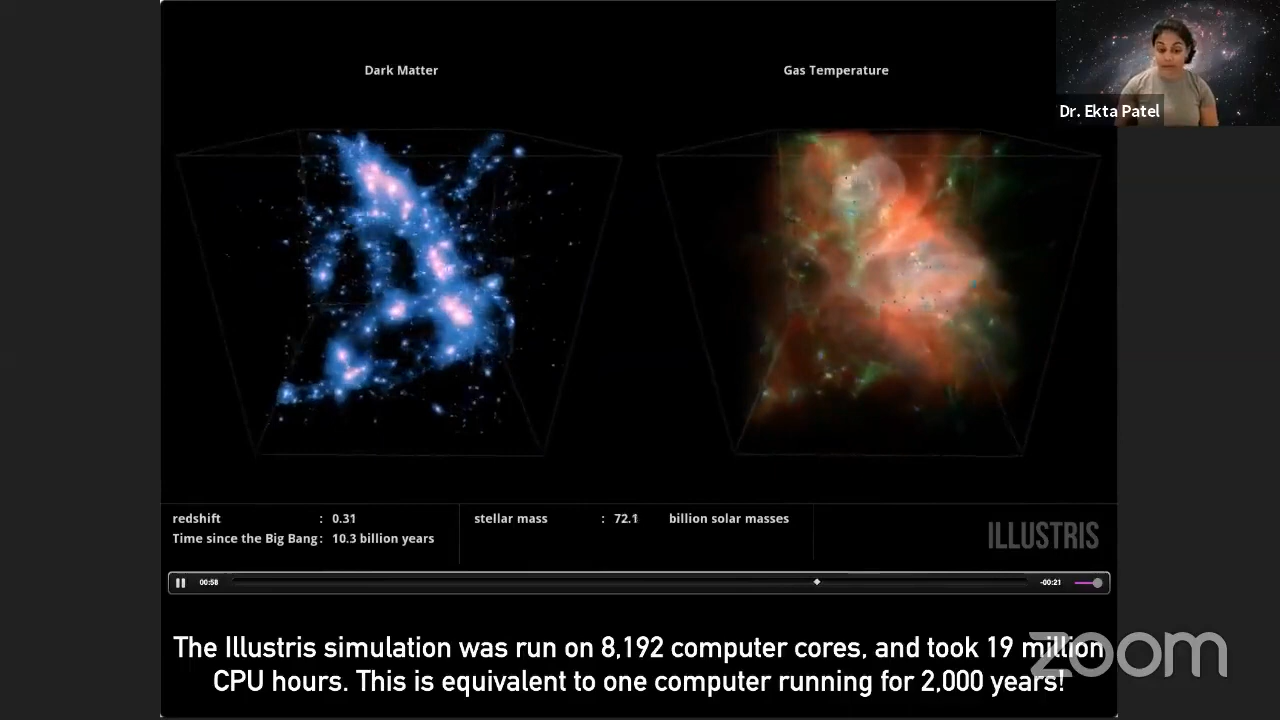 Dark Matter
Gas Temperature
Dr. Ekta Patel
redshift : 0.31
Time since the Big Bang : 10.3 billion years
stellar mass : 72.1 billion solar masses
ILLUSTRIS
00:58
-00:21
The Illustris simulation was run on 8,192 computer cores, and took 19 million
CPU hours. This is equivalent to one computer running for 2,000 years!
zoom